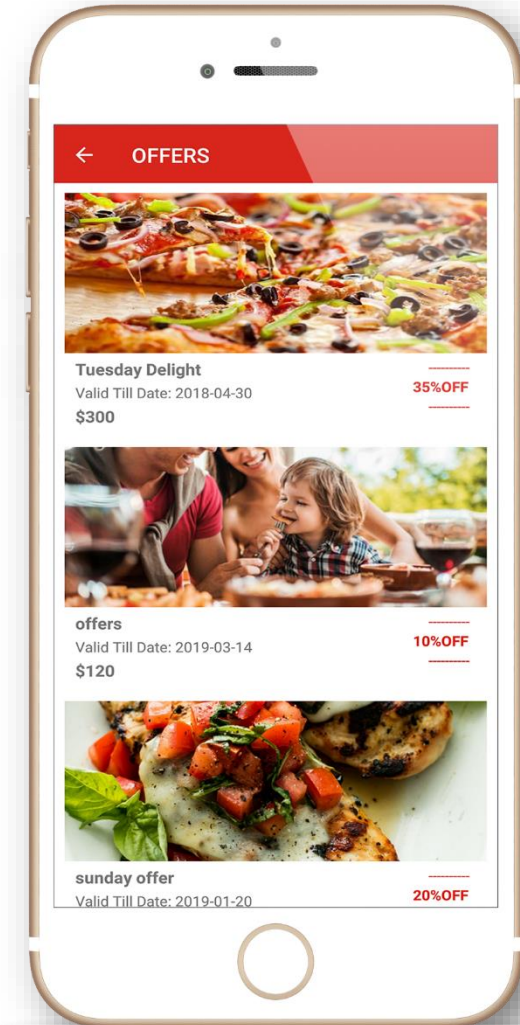 OFFERS
Tuesday Delight
Valid Till Date: 2018-04-30
$300
----------
35%OFF
----------
offers
Valid Till Date: 2019-03-14
$120
----------
10%OFF
----------
sunday offer
Valid Till Date: 2019-01-20
----------
20%OFF